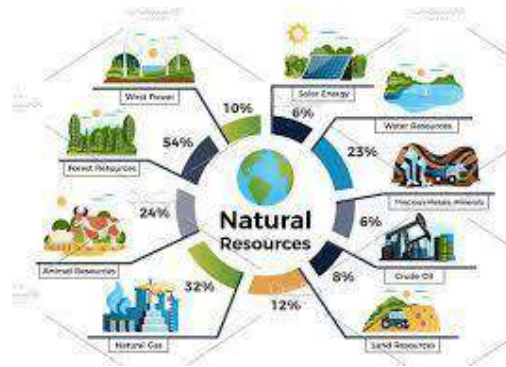 Natural
Resources
Wind Power
10%
Solar Energy
6%
Water Resources
23%
Precious Metals, Minerals
6%
Crude Oil
8%
Land Resources
12%
Natural Gas
32%
Animal Resources
24%
Forest Resources
54%